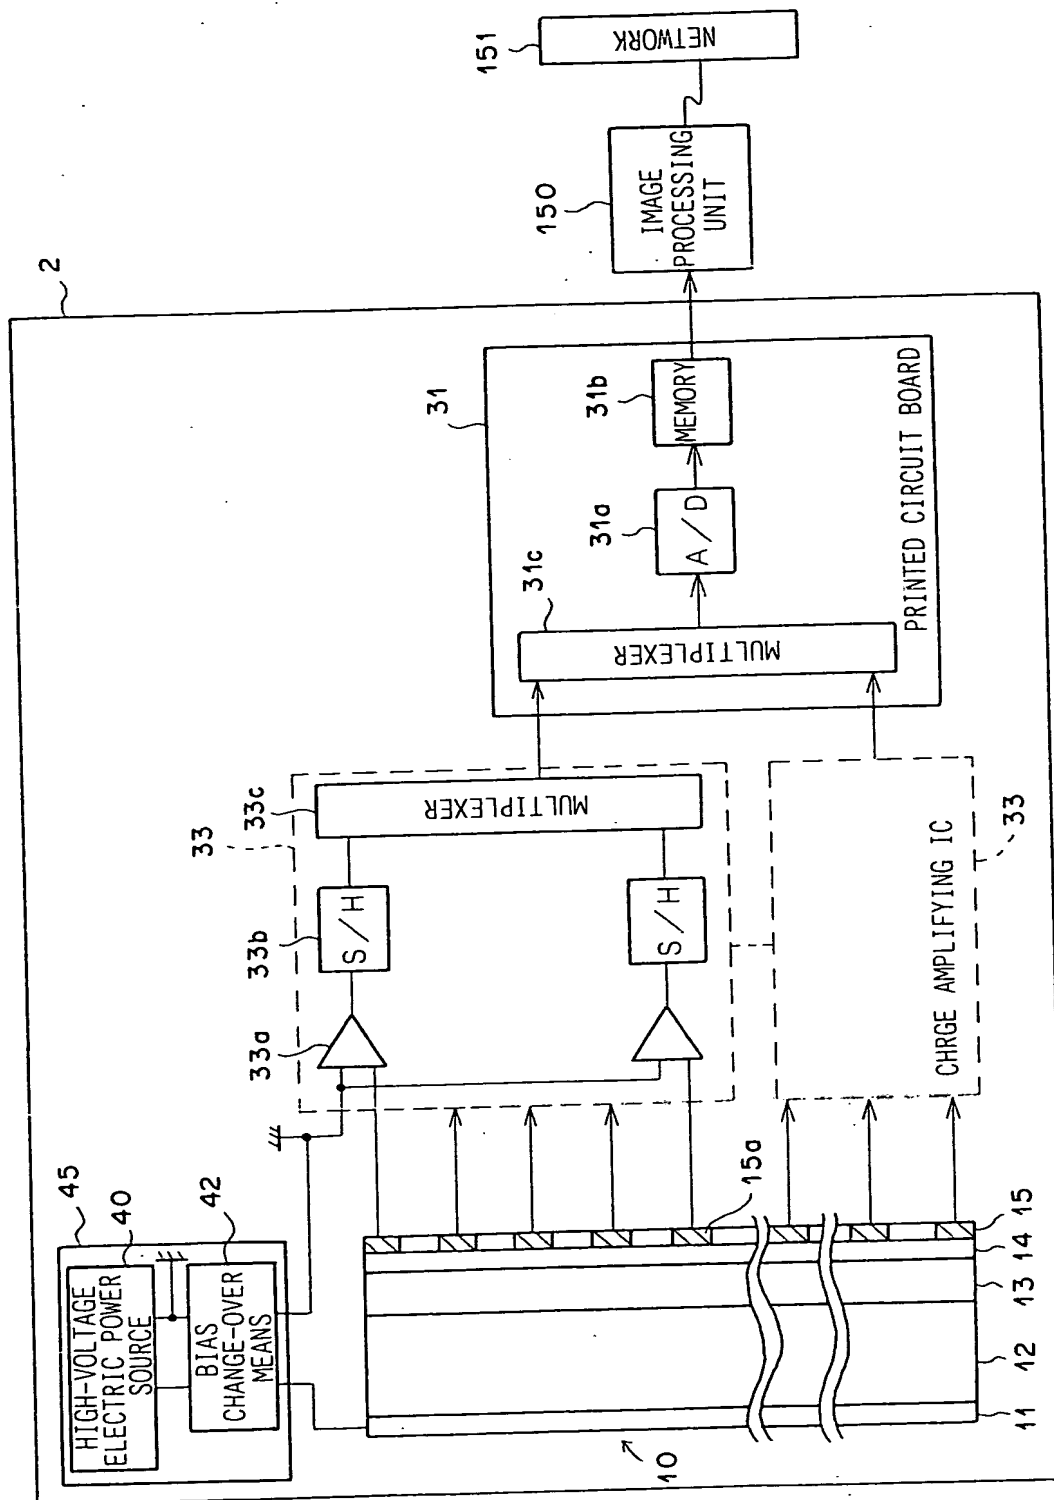 2
45
40
42
HIGH-VOLTAGE
ELECTRIC POWER
SOURCE
BIAS
CHANGE-OVER
MEANS
33
33a
33b
33c
S/H
MULTIPLEXER
S/H
31
31c
31a
31b
MULTIPLEXER
A/D
MEMORY
PRINTED CIRCUIT BOARD
150
IMAGE
PROCESSING
UNIT
151
NETWORK
10
11
12
13
14
15
15a
CHRGE AMPLIFYING IC
33